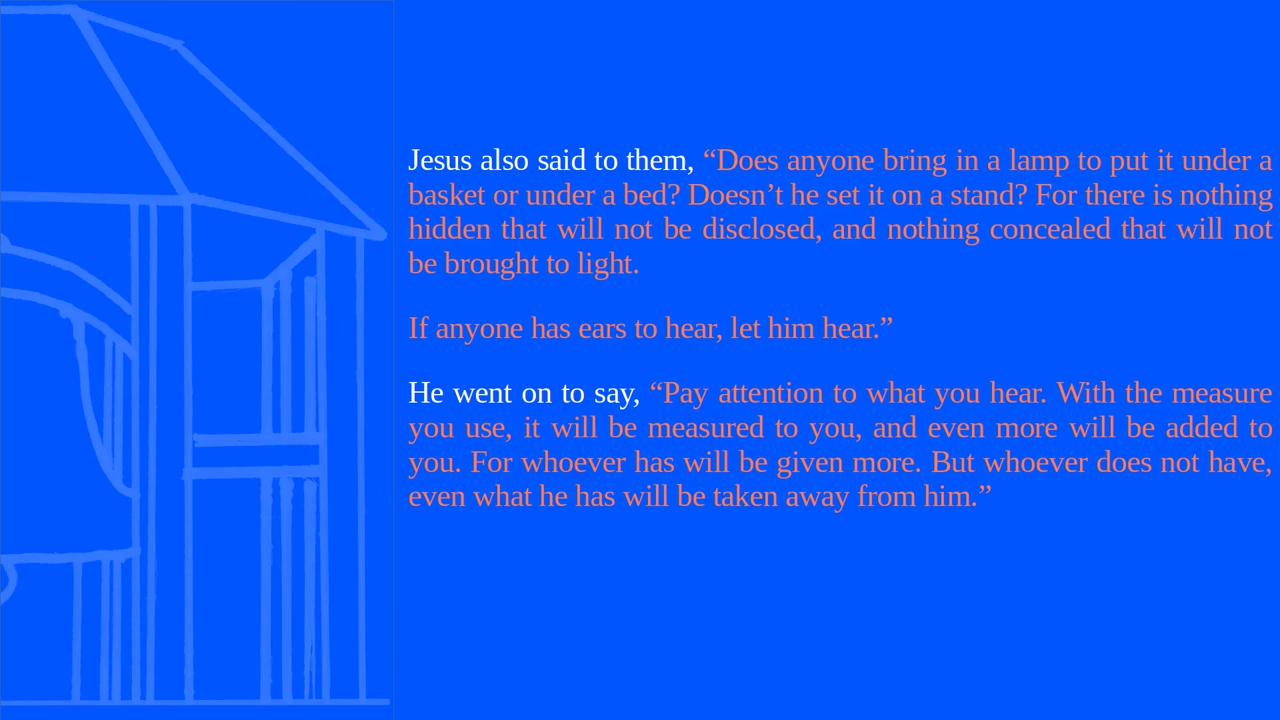 Jesus also said to them, “Does anyone bring in a lamp to put it under a
basket or under a bed? Doesn’t he set it on a stand? For there is nothing
hidden that will not be disclosed, and nothing concealed that will not
be brought to light.
If anyone has ears to hear, let him hear.”
He went on to say, “Pay attention to what you hear. With the measure
you use, it will be measured to you, and even more will be added to
you. For whoever has will be given more. But whoever does not have,
even what he has will be taken away from him.”